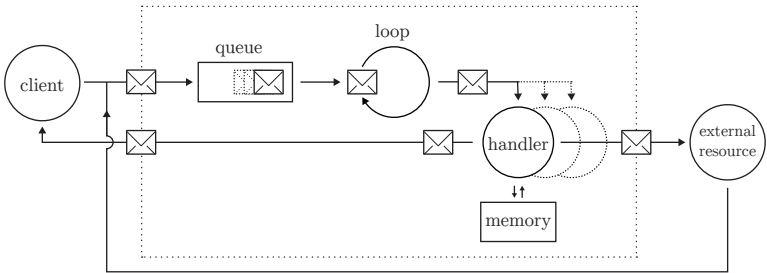 loop
queue
client
handler
external
resource
memory